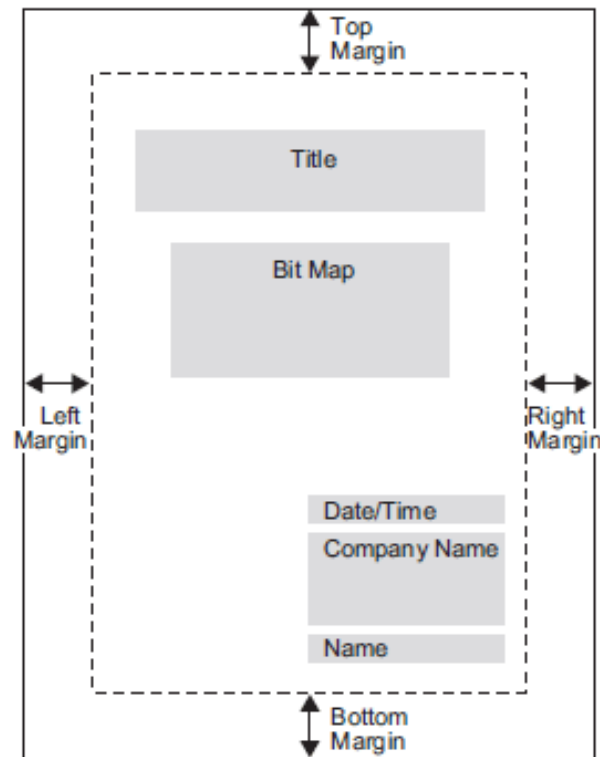 Top
Margin
Title
Bit Map
Left
Margin
Right
Margin
Date/Time
Company Name
Name
Bottom
Margin